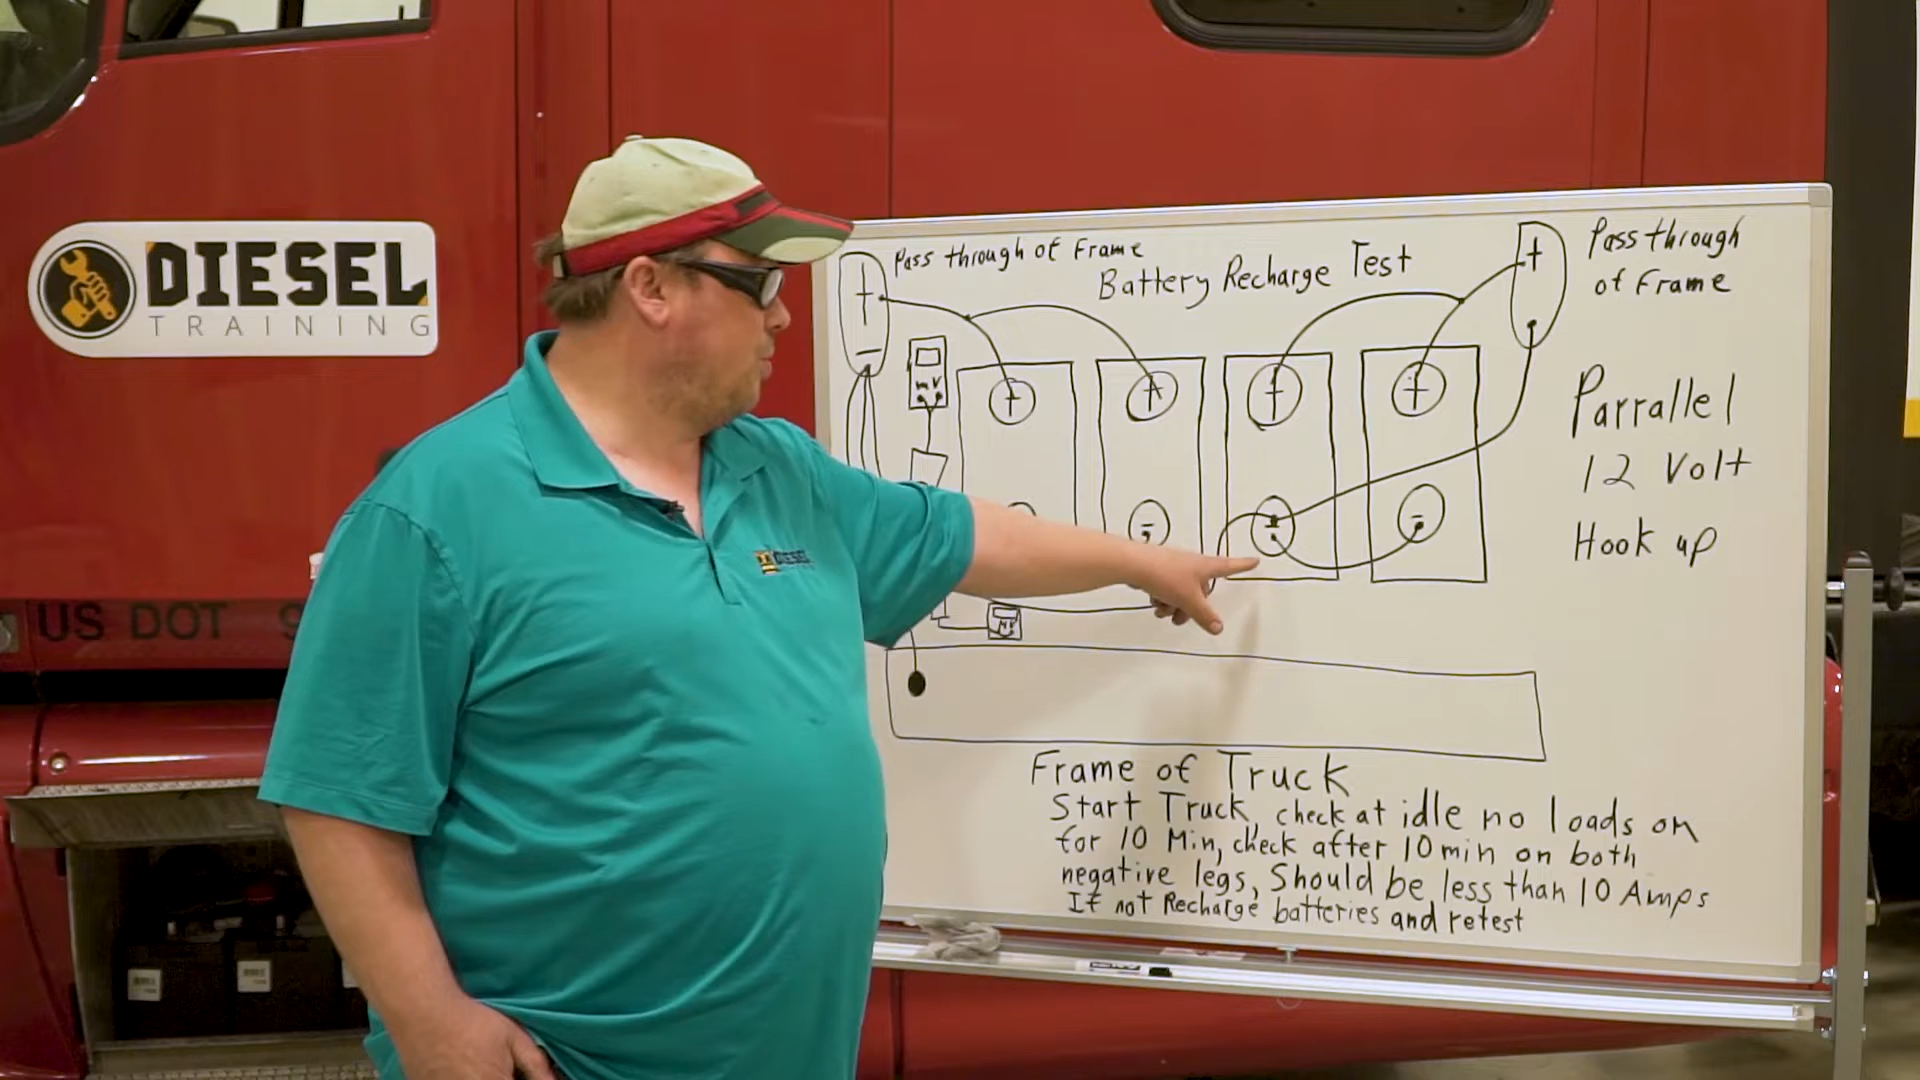 DIESEL
TRAINING
US DOT
DIESEL
Pass through of Frame
Battery Recharge Test
Pass through
of Frame
+
-
+
mV
+
+
+
+
-
-
-
Parrallel
12 Volt
Hook up
Frame of Truck
Start Truck, check at idle no loads on
for 10 Min, check after 10 min on both
negative legs, Should be less than 10 Amps
If not Recharge batteries and retest